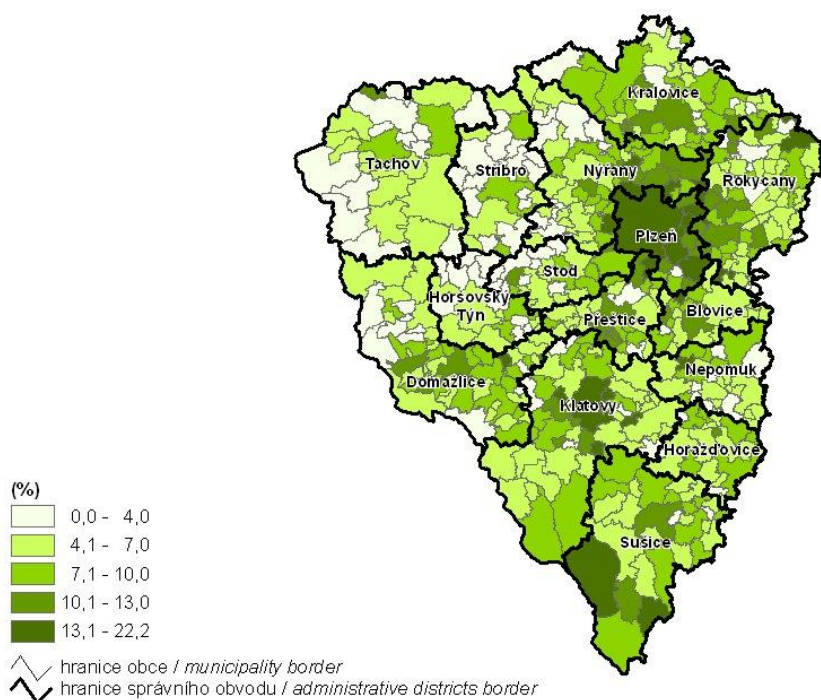 Kralovice
Tachov
Stříbro
Nýřany
Rokycany
Plzeň
Stod
Horšovský
Týn
Blovice
Přeštice
Nepomuk
Domažlice
Klatovy
Horažďovice
Sušice
(%)
0,0 - 4,0
4,1 - 7,0
7,1 - 10,0
10,1 - 13,0
13,1 - 22,2
hranice obce / municipality border
hranice správního obvodu / administrative districts border